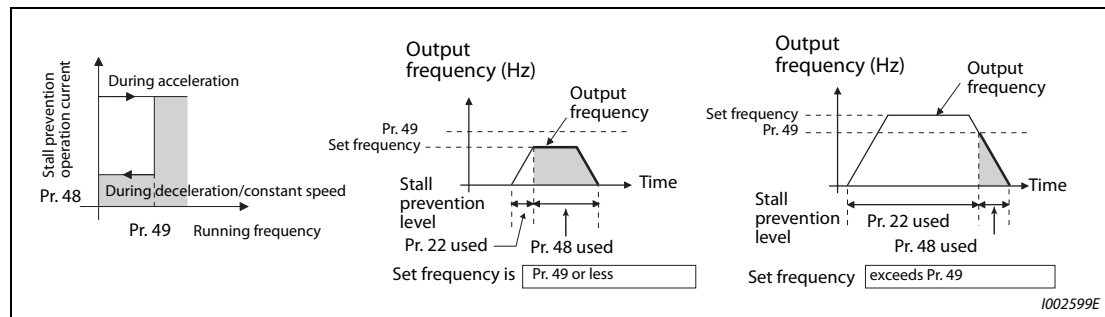 Stall prevention
operation current
During acceleration
During deceleration/constant speed
Pr. 48
Pr. 49
Running frequency
Output
frequency (Hz)
Output
frequency
Pr. 49
Set frequency
Time
Stall
prevention
level
Pr. 22 used
Pr. 48 used
Set frequency is
Pr. 49 or less
Output
frequency (Hz)
Output
frequency
Set frequency
Pr. 49
Time
Stall
prevention
level
Pr. 22 used
Pr. 48 used
Set frequency
exceeds Pr. 49
I002599E